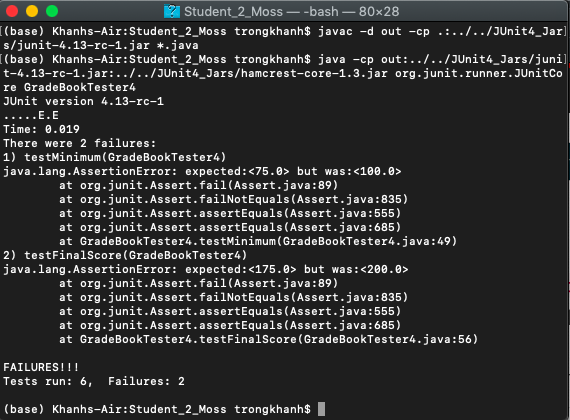 Student_2_Moss — -bash — 80×28
[(base) Khanhs-Air:Student_2_Moss trongkhanh$ javac -d out -cp .:../../JUnit4_Jar]
s/junit-4.13-rc-1.jar *.java
[(base) Khanhs-Air:Student_2_Moss trongkhanh$ java -cp out:../../JUnit4_Jars/juni]
t-4.13-rc-1.jar:../../JUnit4_Jars/hamcrest-core-1.3.jar org.junit.runner.JUnitCo
re GradeBookTester4
JUnit version 4.13-rc-1
.....E.E
Time: 0.019
There were 2 failures:
1) testMinimum(GradeBookTester4)
java.lang.AssertionError: expected:<75.0> but was:<100.0>
        at org.junit.Assert.fail(Assert.java:89)
        at org.junit.Assert.failNotEquals(Assert.java:835)
        at org.junit.Assert.assertEquals(Assert.java:555)
        at org.junit.Assert.assertEquals(Assert.java:685)
        at GradeBookTester4.testMinimum(GradeBookTester4.java:49)
2) testFinalScore(GradeBookTester4)
java.lang.AssertionError: expected:<175.0> but was:<200.0>
        at org.junit.Assert.fail(Assert.java:89)
        at org.junit.Assert.failNotEquals(Assert.java:835)
        at org.junit.Assert.assertEquals(Assert.java:555)
        at org.junit.Assert.assertEquals(Assert.java:685)
        at GradeBookTester4.testFinalScore(GradeBookTester4.java:56)
FAILURES!!!
Tests run: 6,  Failures: 2
(base) Khanhs-Air:Student_2_Moss trongkhanh$